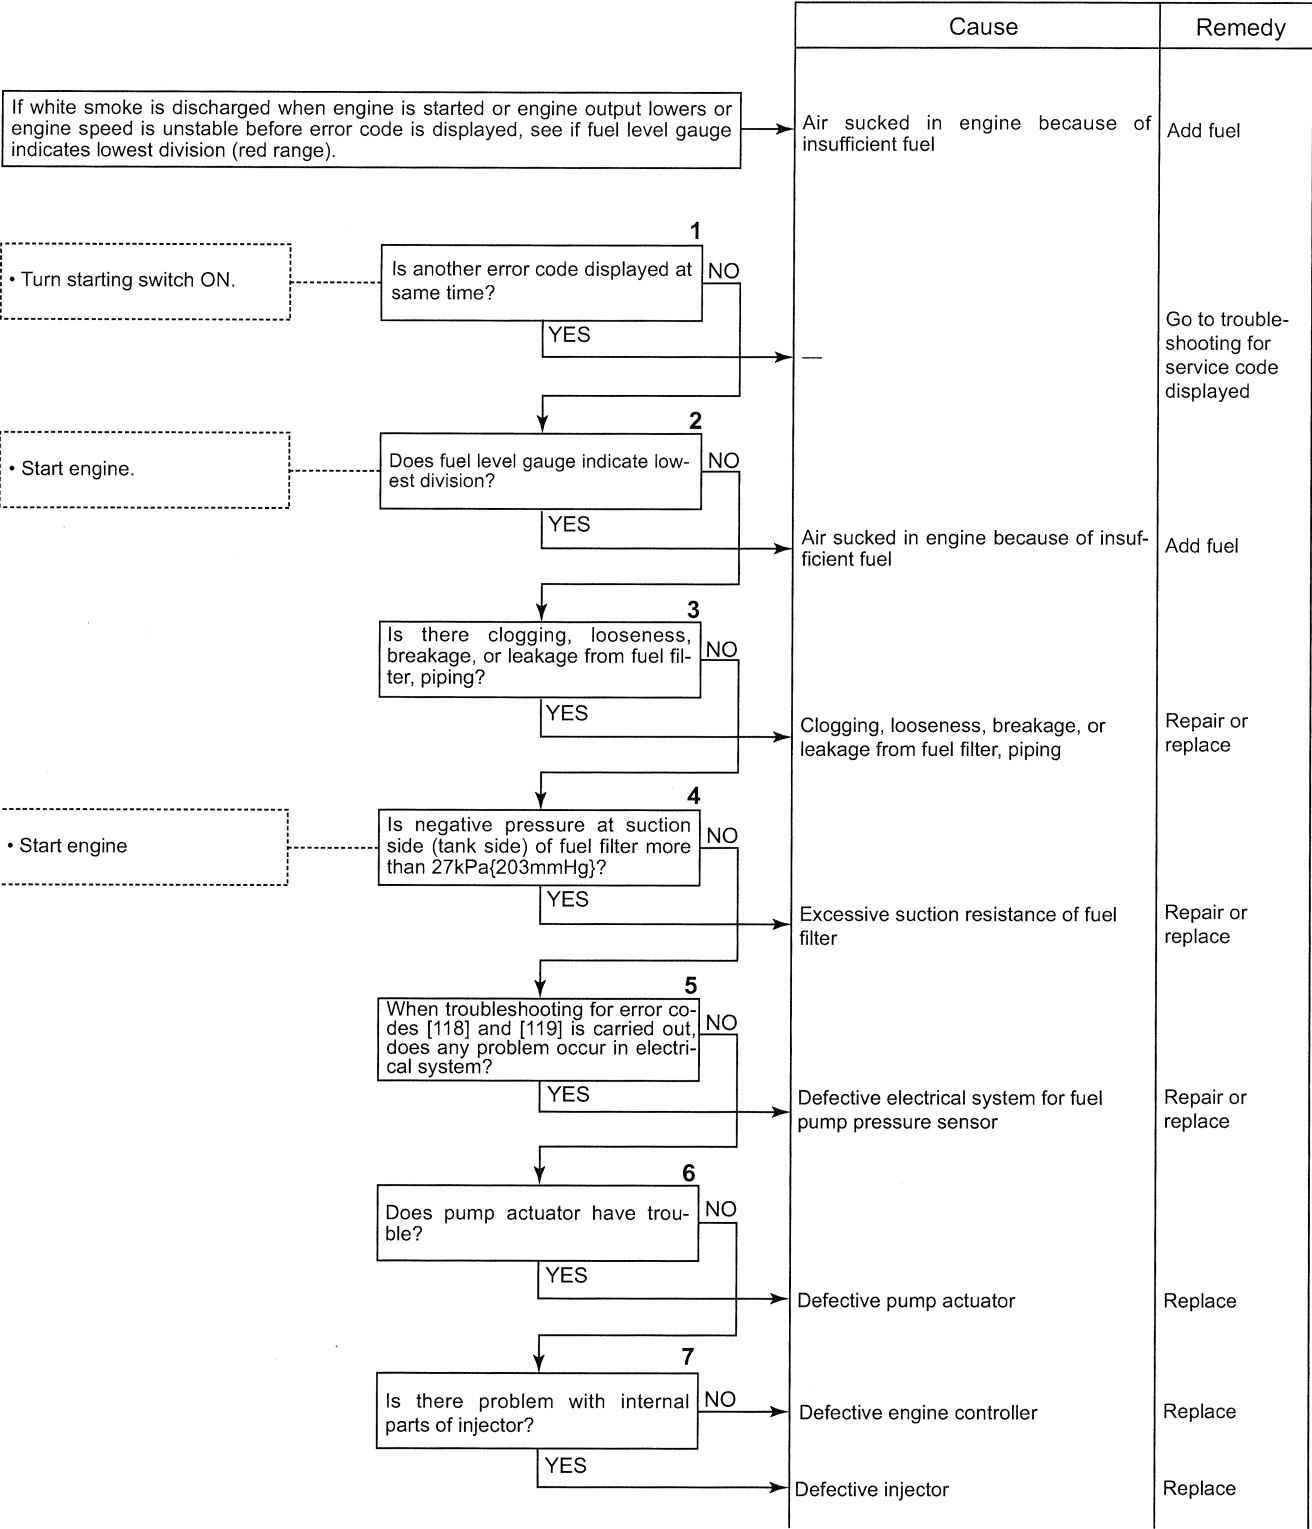 Cause
Remedy
If white smoke is discharged when engine is started or engine output lowers or
engine speed is unstable before error code is displayed, see if fuel level gauge
indicates lowest division (red range).
Air sucked in engine because of
insufficient fuel
Add fuel
1
• Turn starting switch ON.
Is another error code displayed at
same time?
NO
YES
—
Go to trouble-
shooting for
service code
displayed
2
• Start engine.
Does fuel level gauge indicate low-
est division?
NO
YES
Air sucked in engine because of insuf-
ficient fuel
Add fuel
3
Is there clogging, looseness,
breakage, or leakage from fuel fil-
ter, piping?
NO
YES
Clogging, looseness, breakage, or
leakage from fuel filter, piping
Repair or
replace
4
• Start engine
Is negative pressure at suction
side (tank side) of fuel filter more
than 27kPa{203mmHg}?
NO
YES
Excessive suction resistance of fuel
filter
Repair or
replace
5
When troubleshooting for error co-
des [118] and [119] is carried out,
does any problem occur in electri-
cal system?
NO
YES
Defective electrical system for fuel
pump pressure sensor
Repair or
replace
6
Does pump actuator have trou-
ble?
NO
YES
Defective pump actuator
Replace
7
Is there problem with internal
parts of injector?
NO
Defective engine controller
Replace
YES
Defective injector
Replace